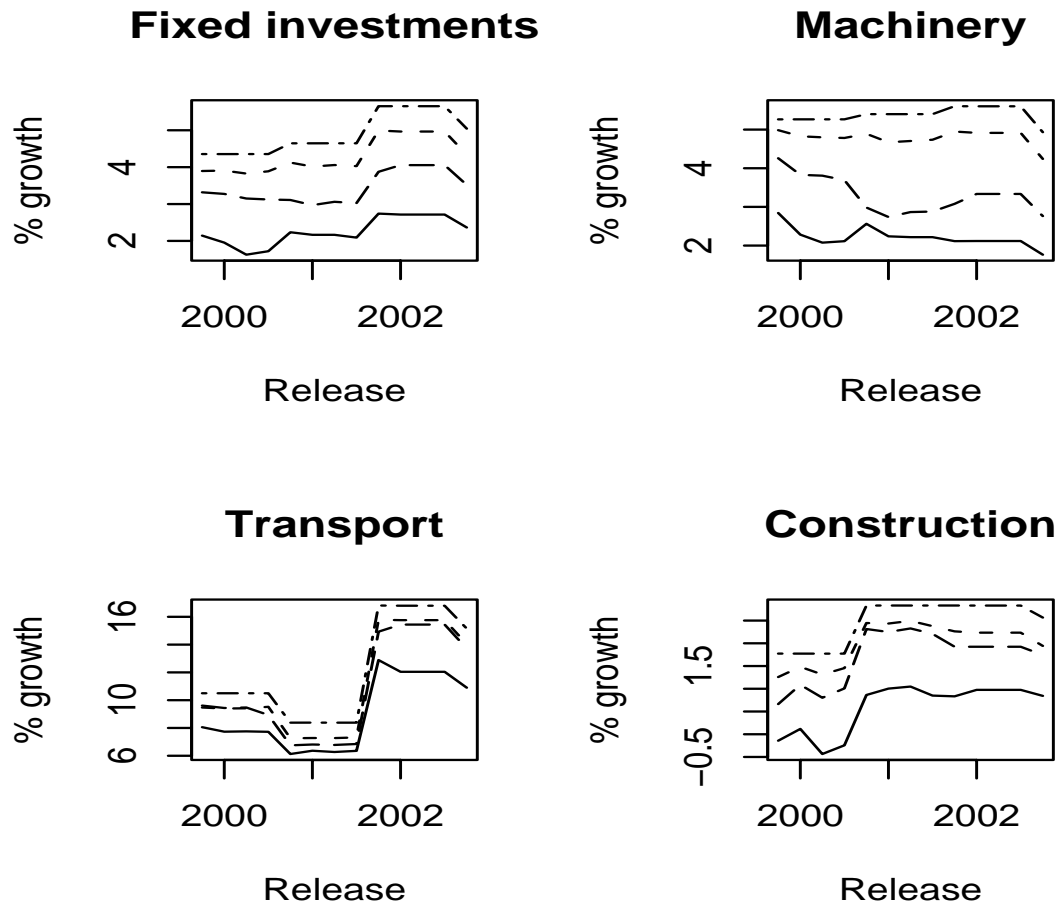 Fixed investments
% growth
4
2
2000 2002
Release
Machinery
% growth
4
2
2000 2002
Release
Transport
% growth
16
10
6
2000 2002
Release
Construction
% growth
1.5
−0.5
2000 2002
Release